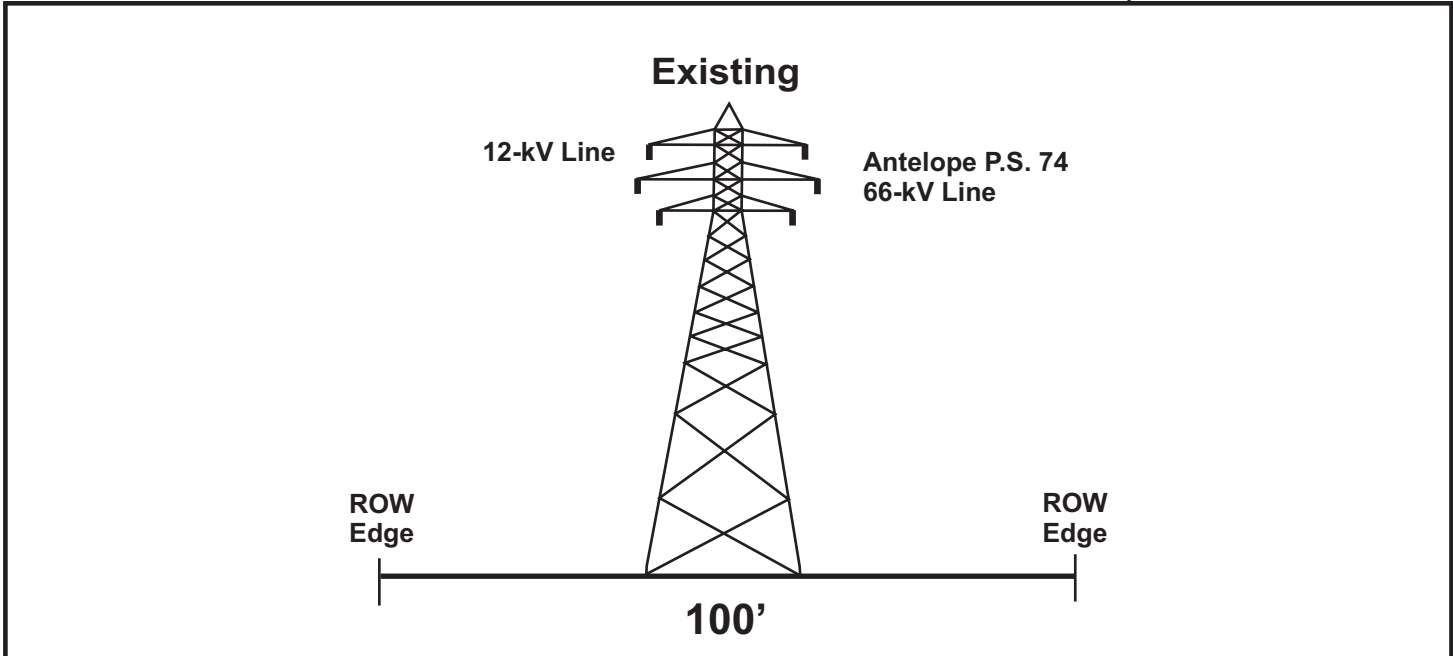 Existing
12-kV Line
Antelope P.S. 74
66-kV Line
ROW
Edge
ROW
Edge
100’